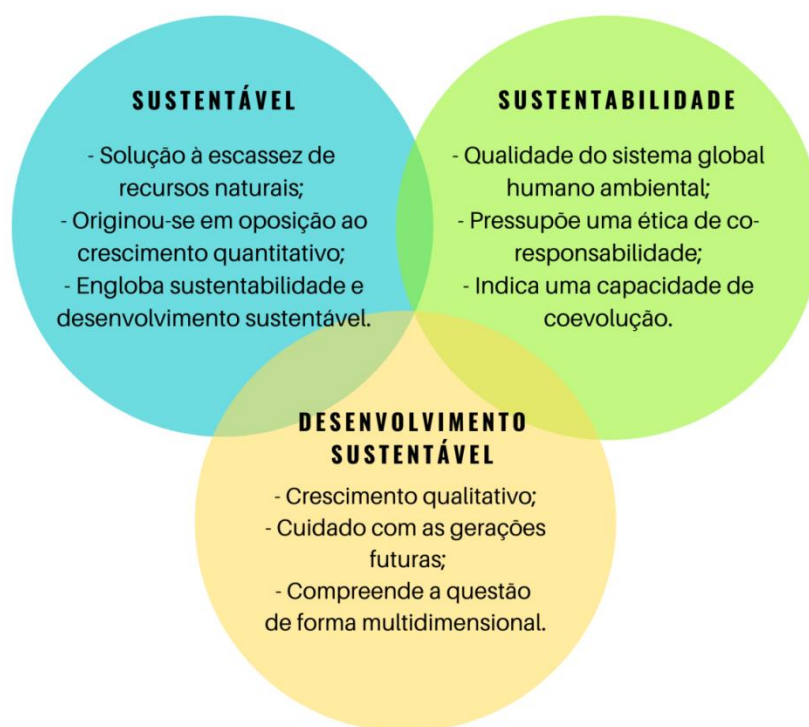 SUSTENTÁVEL
- Solução à escassez de
recursos naturais;
- Originou-se em oposição ao
crescimento quantitativo;
- Engloba sustentabilidade e
desenvolvimento sustentável.
SUSTENTABILIDADE
- Qualidade do sistema global
humano ambiental;
- Pressupõe uma ética de co-
responsabilidade;
- Indica uma capacidade de
coevolução.
DESENVOLVIMENTO
SUSTENTÁVEL
- Crescimento qualitativo;
- Cuidado com as gerações
futuras;
- Compreende a questão
de forma multidimensional.